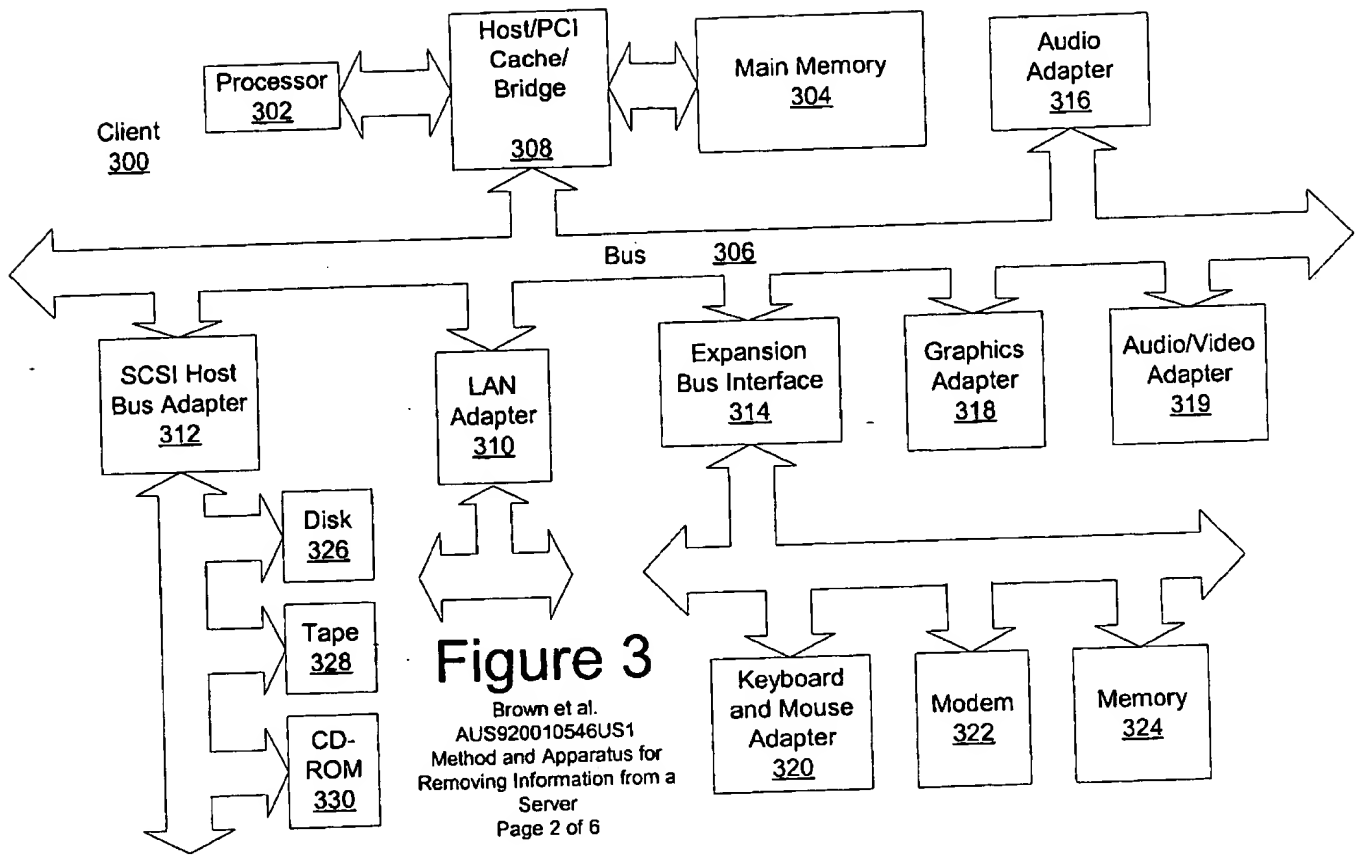 Client
300
Processor
302
Host/PCI
Cache/
Bridge
308
Main Memory
304
Audio
Adapter
316
Bus 306
SCSI Host
Bus Adapter
312
LAN
Adapter
310
Expansion
Bus Interface
314
Graphics
Adapter
318
Audio/Video
Adapter
319
Disk
326
Tape
328
CD-
ROM
330
Keyboard
and Mouse
Adapter
320
Modem
322
Memory
324
Figure 3
Brown et al.
AUS920010546US1
Method and Apparatus for
Removing Information from a
Server
Page 2 of 6